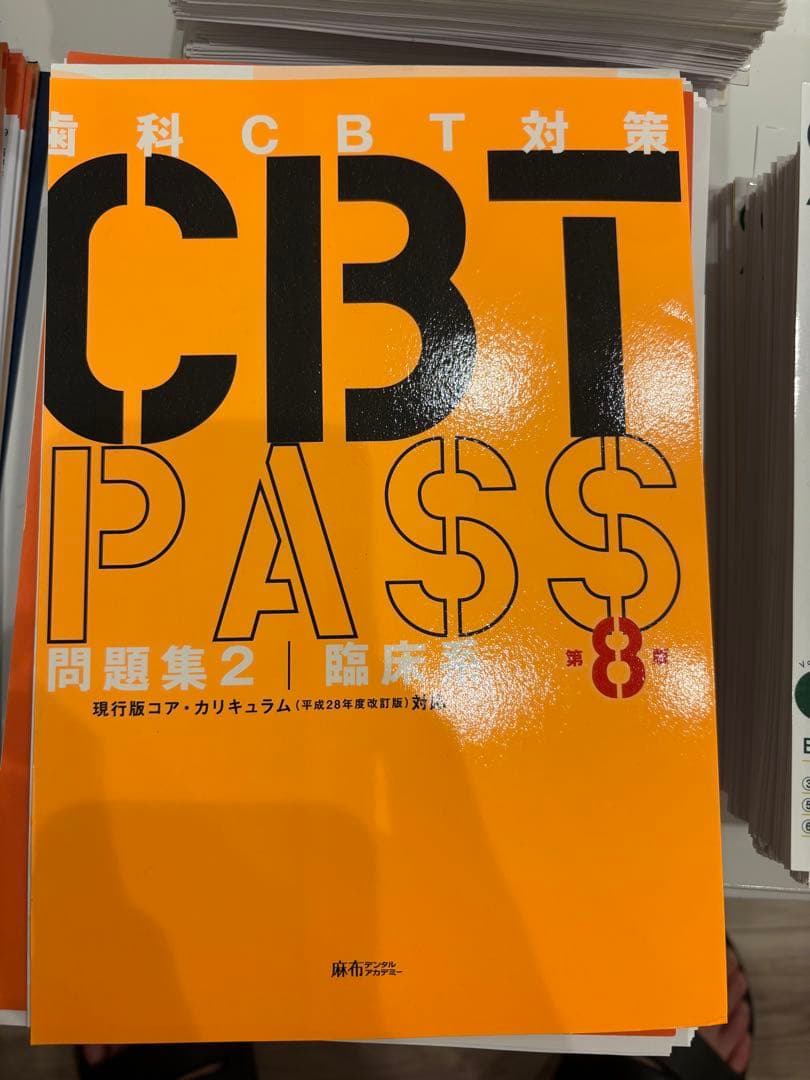 歯科CBT対策
CBT
PASS
問題集2｜臨床系
第8版
現行版コア・カリキュラム（平成28年度改訂版）対応
麻布デンタルアカデミー